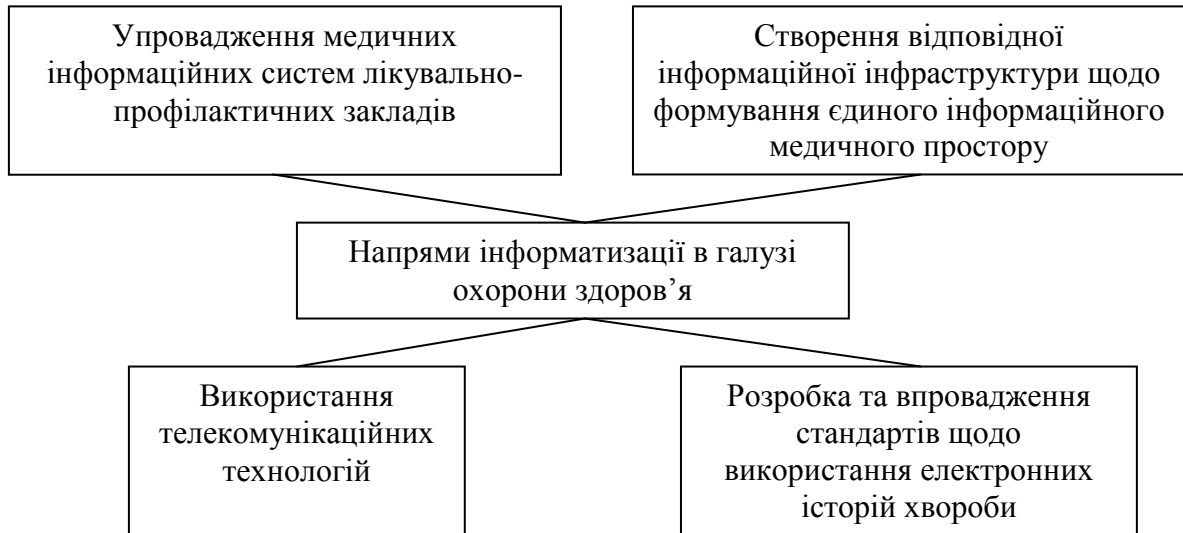 Упровадження медичних
інформаційних систем лікувально-
профілактичних закладів
Створення відповідної
інформаційної інфраструктури щодо
формування єдиного інформаційного
медичного простору
Напрями інформатизації в галузі
охорони здоров’я
Використання
телекомунікаційних
технологій
Розробка та впровадження
стандартів щодо
використання електронних
історій хвороби